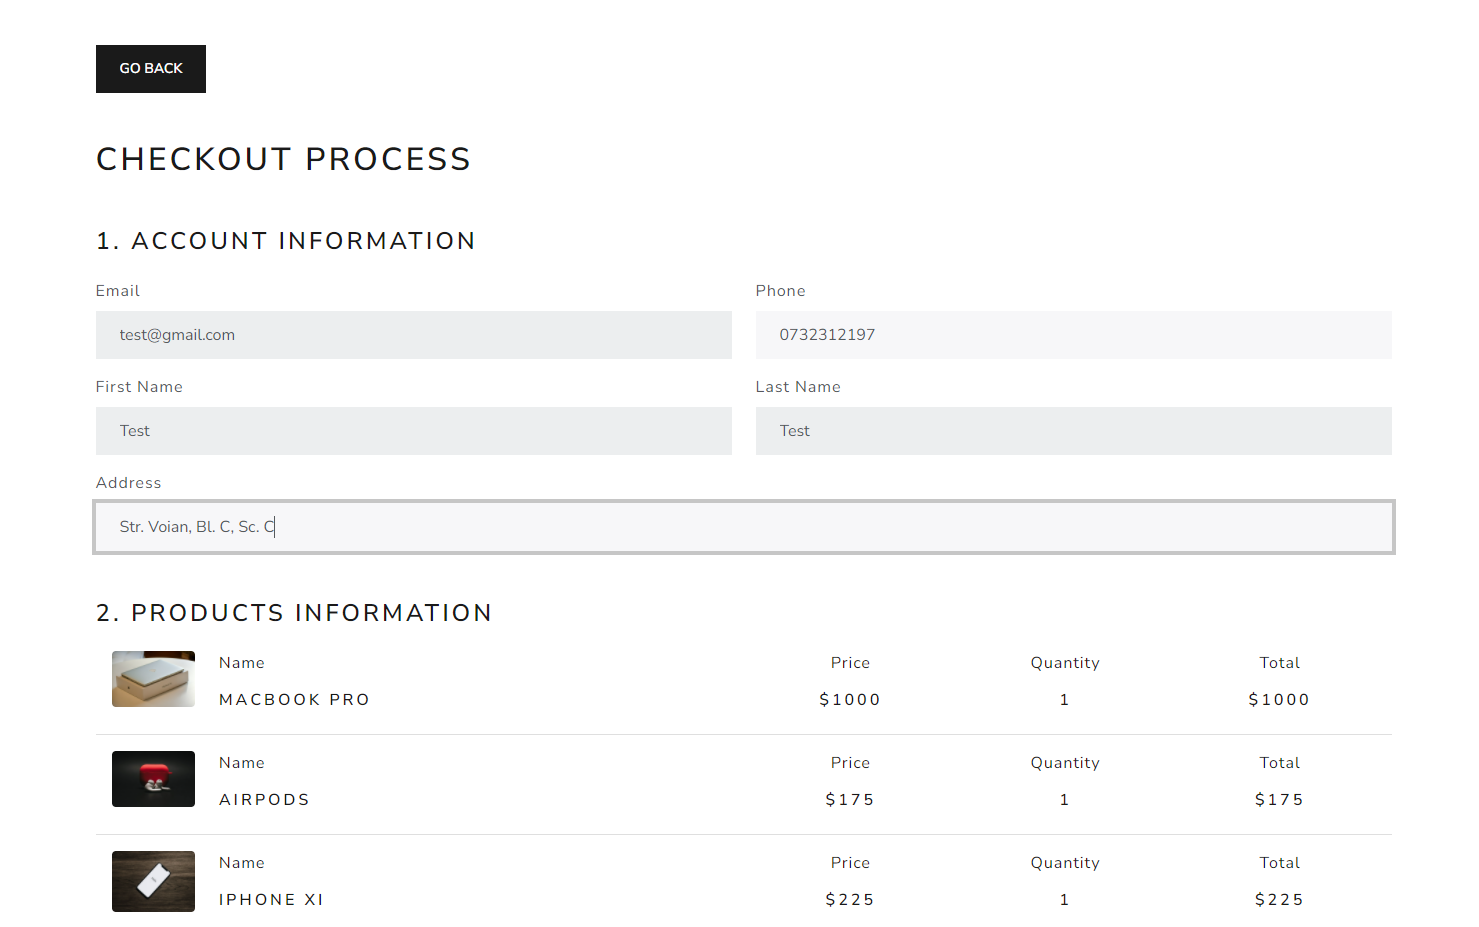 GO BACK
CHECKOUT PROCESS
1. ACCOUNT INFORMATION
Email Phone
test@gmail.com 0732312197
First Name Last Name
Test Test
Address
Str. Voian, Bl. C, Sc. C
2. PRODUCTS INFORMATION
Name Price Quantity Total
MACBOOK PRO $1000 1 $1000
Name Price Quantity Total
AIRPODS $175 1 $175
Name Price Quantity Total
IPHONE XI $225 1 $225